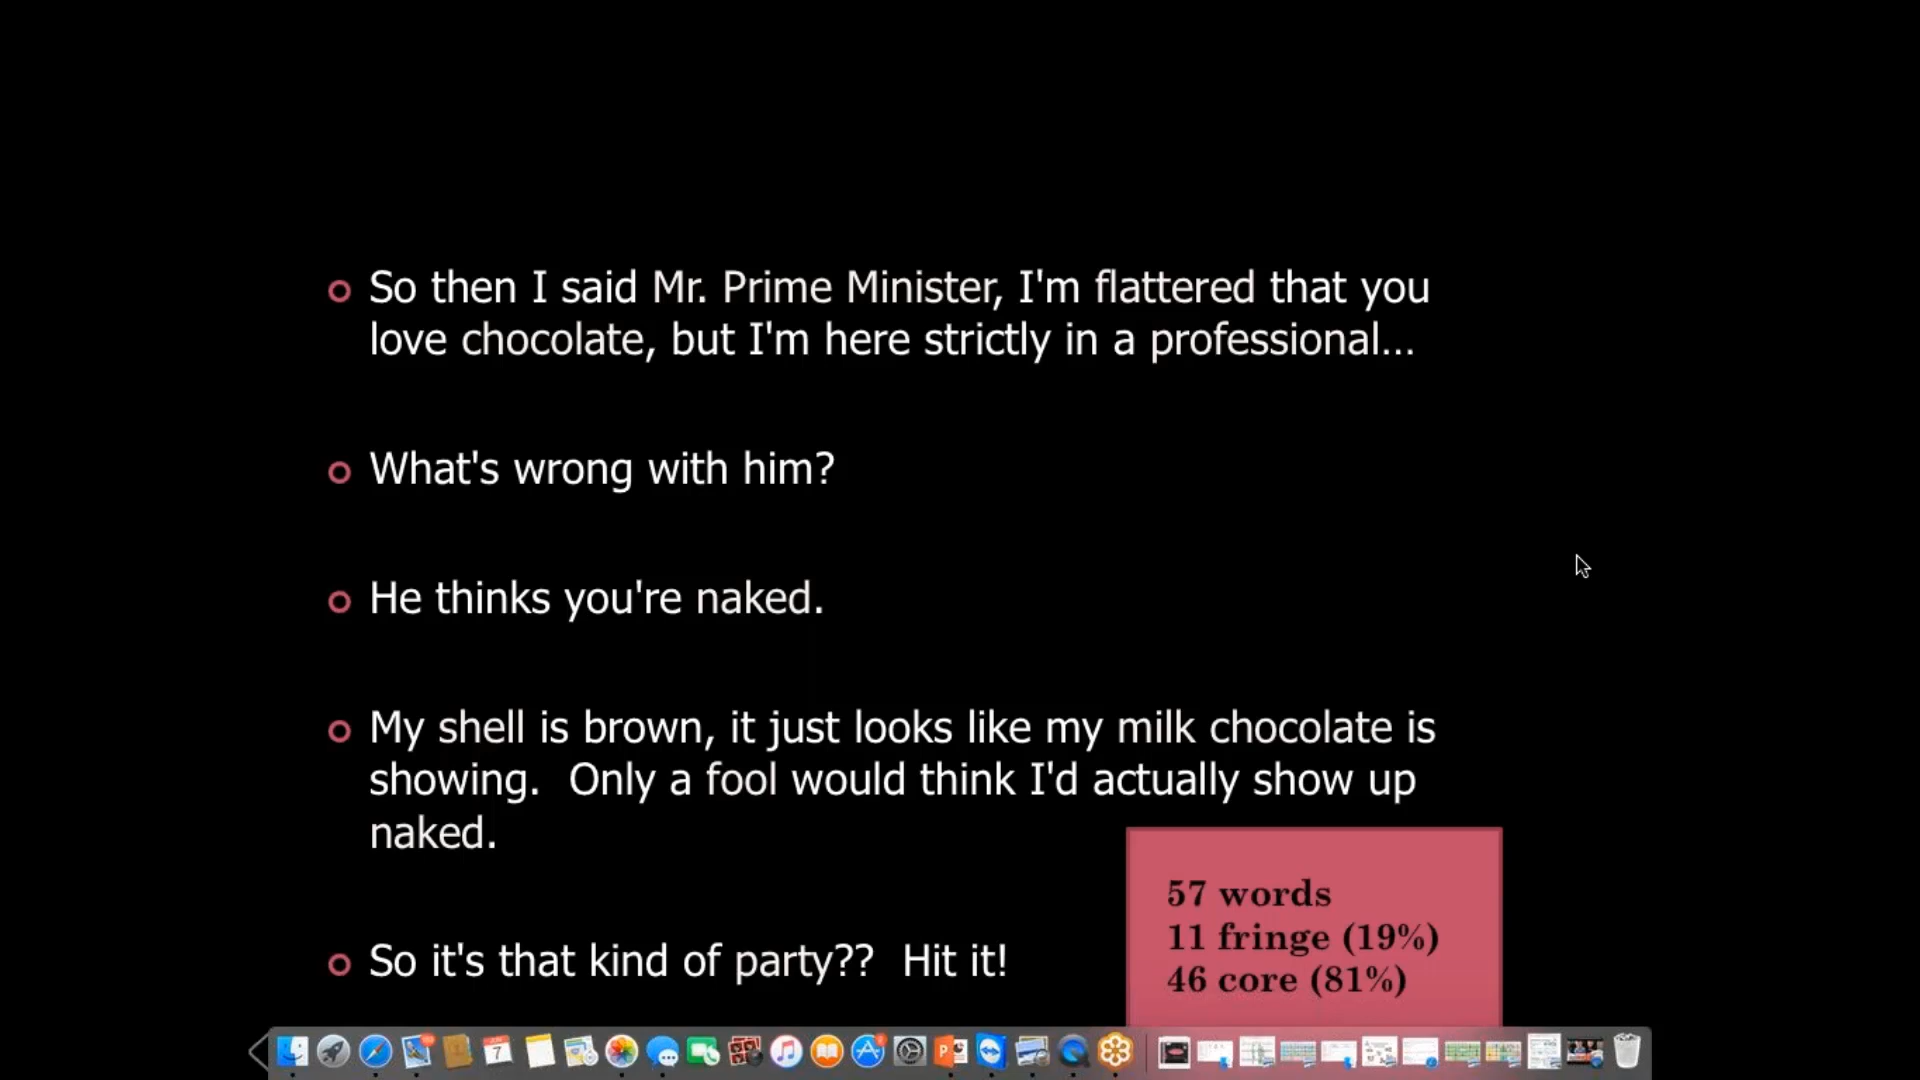 So then I said Mr. Prime Minister, I'm flattered that you
love chocolate, but I'm here strictly in a professional...
What's wrong with him?
He thinks you're naked.
My shell is brown, it just looks like my milk chocolate is
showing.  Only a fool would think I'd actually show up
naked.
So it's that kind of party??  Hit it!
57 words
11 fringe (19%)
46 core (81%)
7